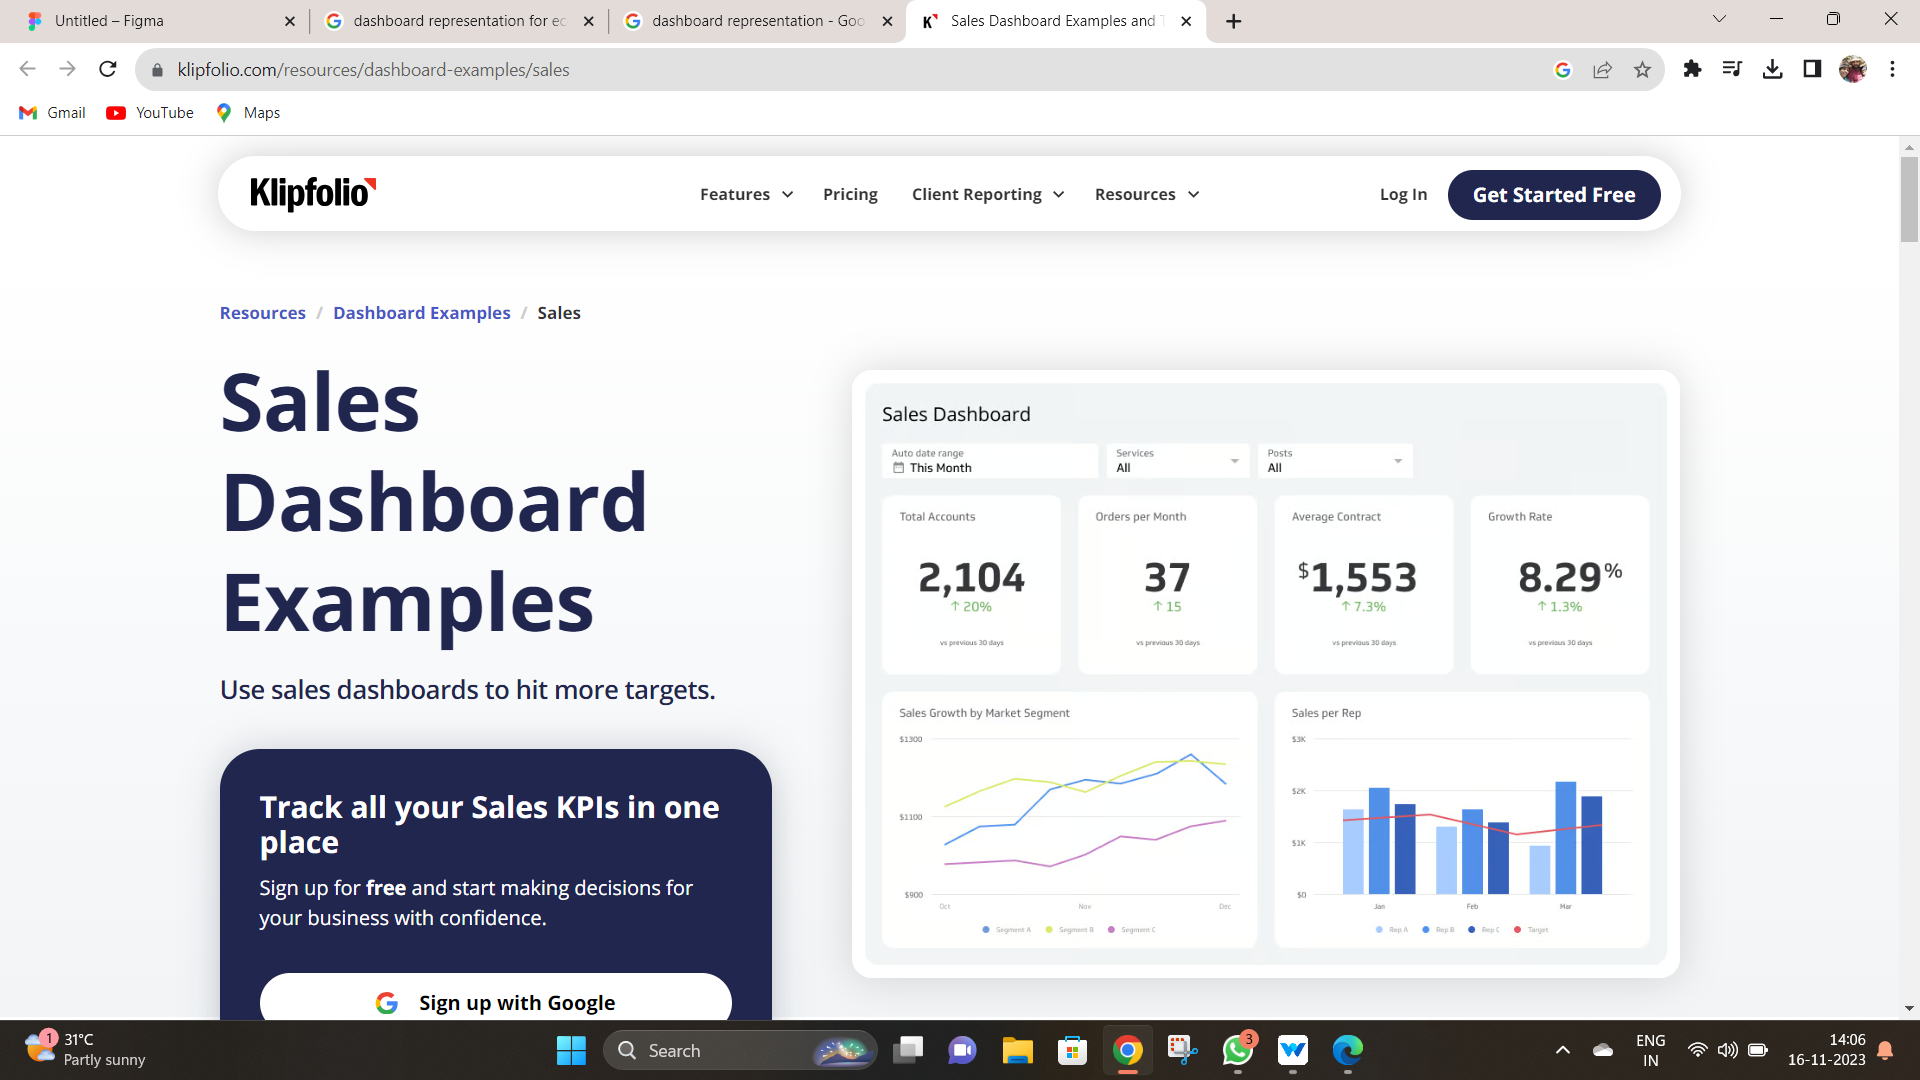 Untitled – Figma
dashboard representation for ec
dashboard representation - Goo
Sales Dashboard Examples and T
klipfolio.com/resources/dashboard-examples/sales
Gmail
YouTube
Maps
Klipfolio
Features
Pricing
Client Reporting
Resources
Log In
Get Started Free
Resources / Dashboard Examples / Sales
Sales
Dashboard
Examples
Use sales dashboards to hit more targets.
Track all your Sales KPIs in one
place
Sign up for free and start making decisions for
your business with confidence.
Sign up with Google
Sales Dashboard
Auto date range
This Month
Services
All
Posts
All
Total Accounts
2,104
↑ 20%
vs previous 30 days
Orders per Month
37
↑ 15
vs previous 30 days
Average Contract
$1,553
↑ 7.3%
vs previous 30 days
Growth Rate
8.29%
↑ 1.3%
vs previous 30 days
Sales Growth by Market Segment
$1300
$1100
$900
Oct
Nov
Dec
Segment A
Segment B
Segment C
Sales per Rep
$3K
$2K
$1K
$0
Jan
Feb
Mar
Rep A
Rep B
Rep C
Target
1
31°C
Partly sunny
Search
3
ENG
IN
14:06
16-11-2023